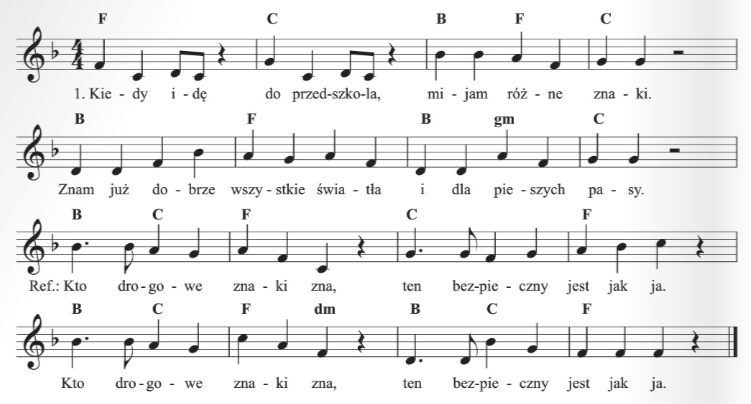 F C B F C
4 4
1. Kie - dy i - dę do przed-szko-la, mi - jam róż - ne zna - ki.
B F B gm C
Znam już do - brze wszy - stkie świa - tła i dla pie - szych pa - sy.
B C F C F
Ref.: Kto dro - go - we zna - ki zna, ten bez-pie - czny jest jak ja.
B C F dm B C F
Kto dro - go - we zna - ki zna, ten bez-pie - czny jest jak ja.